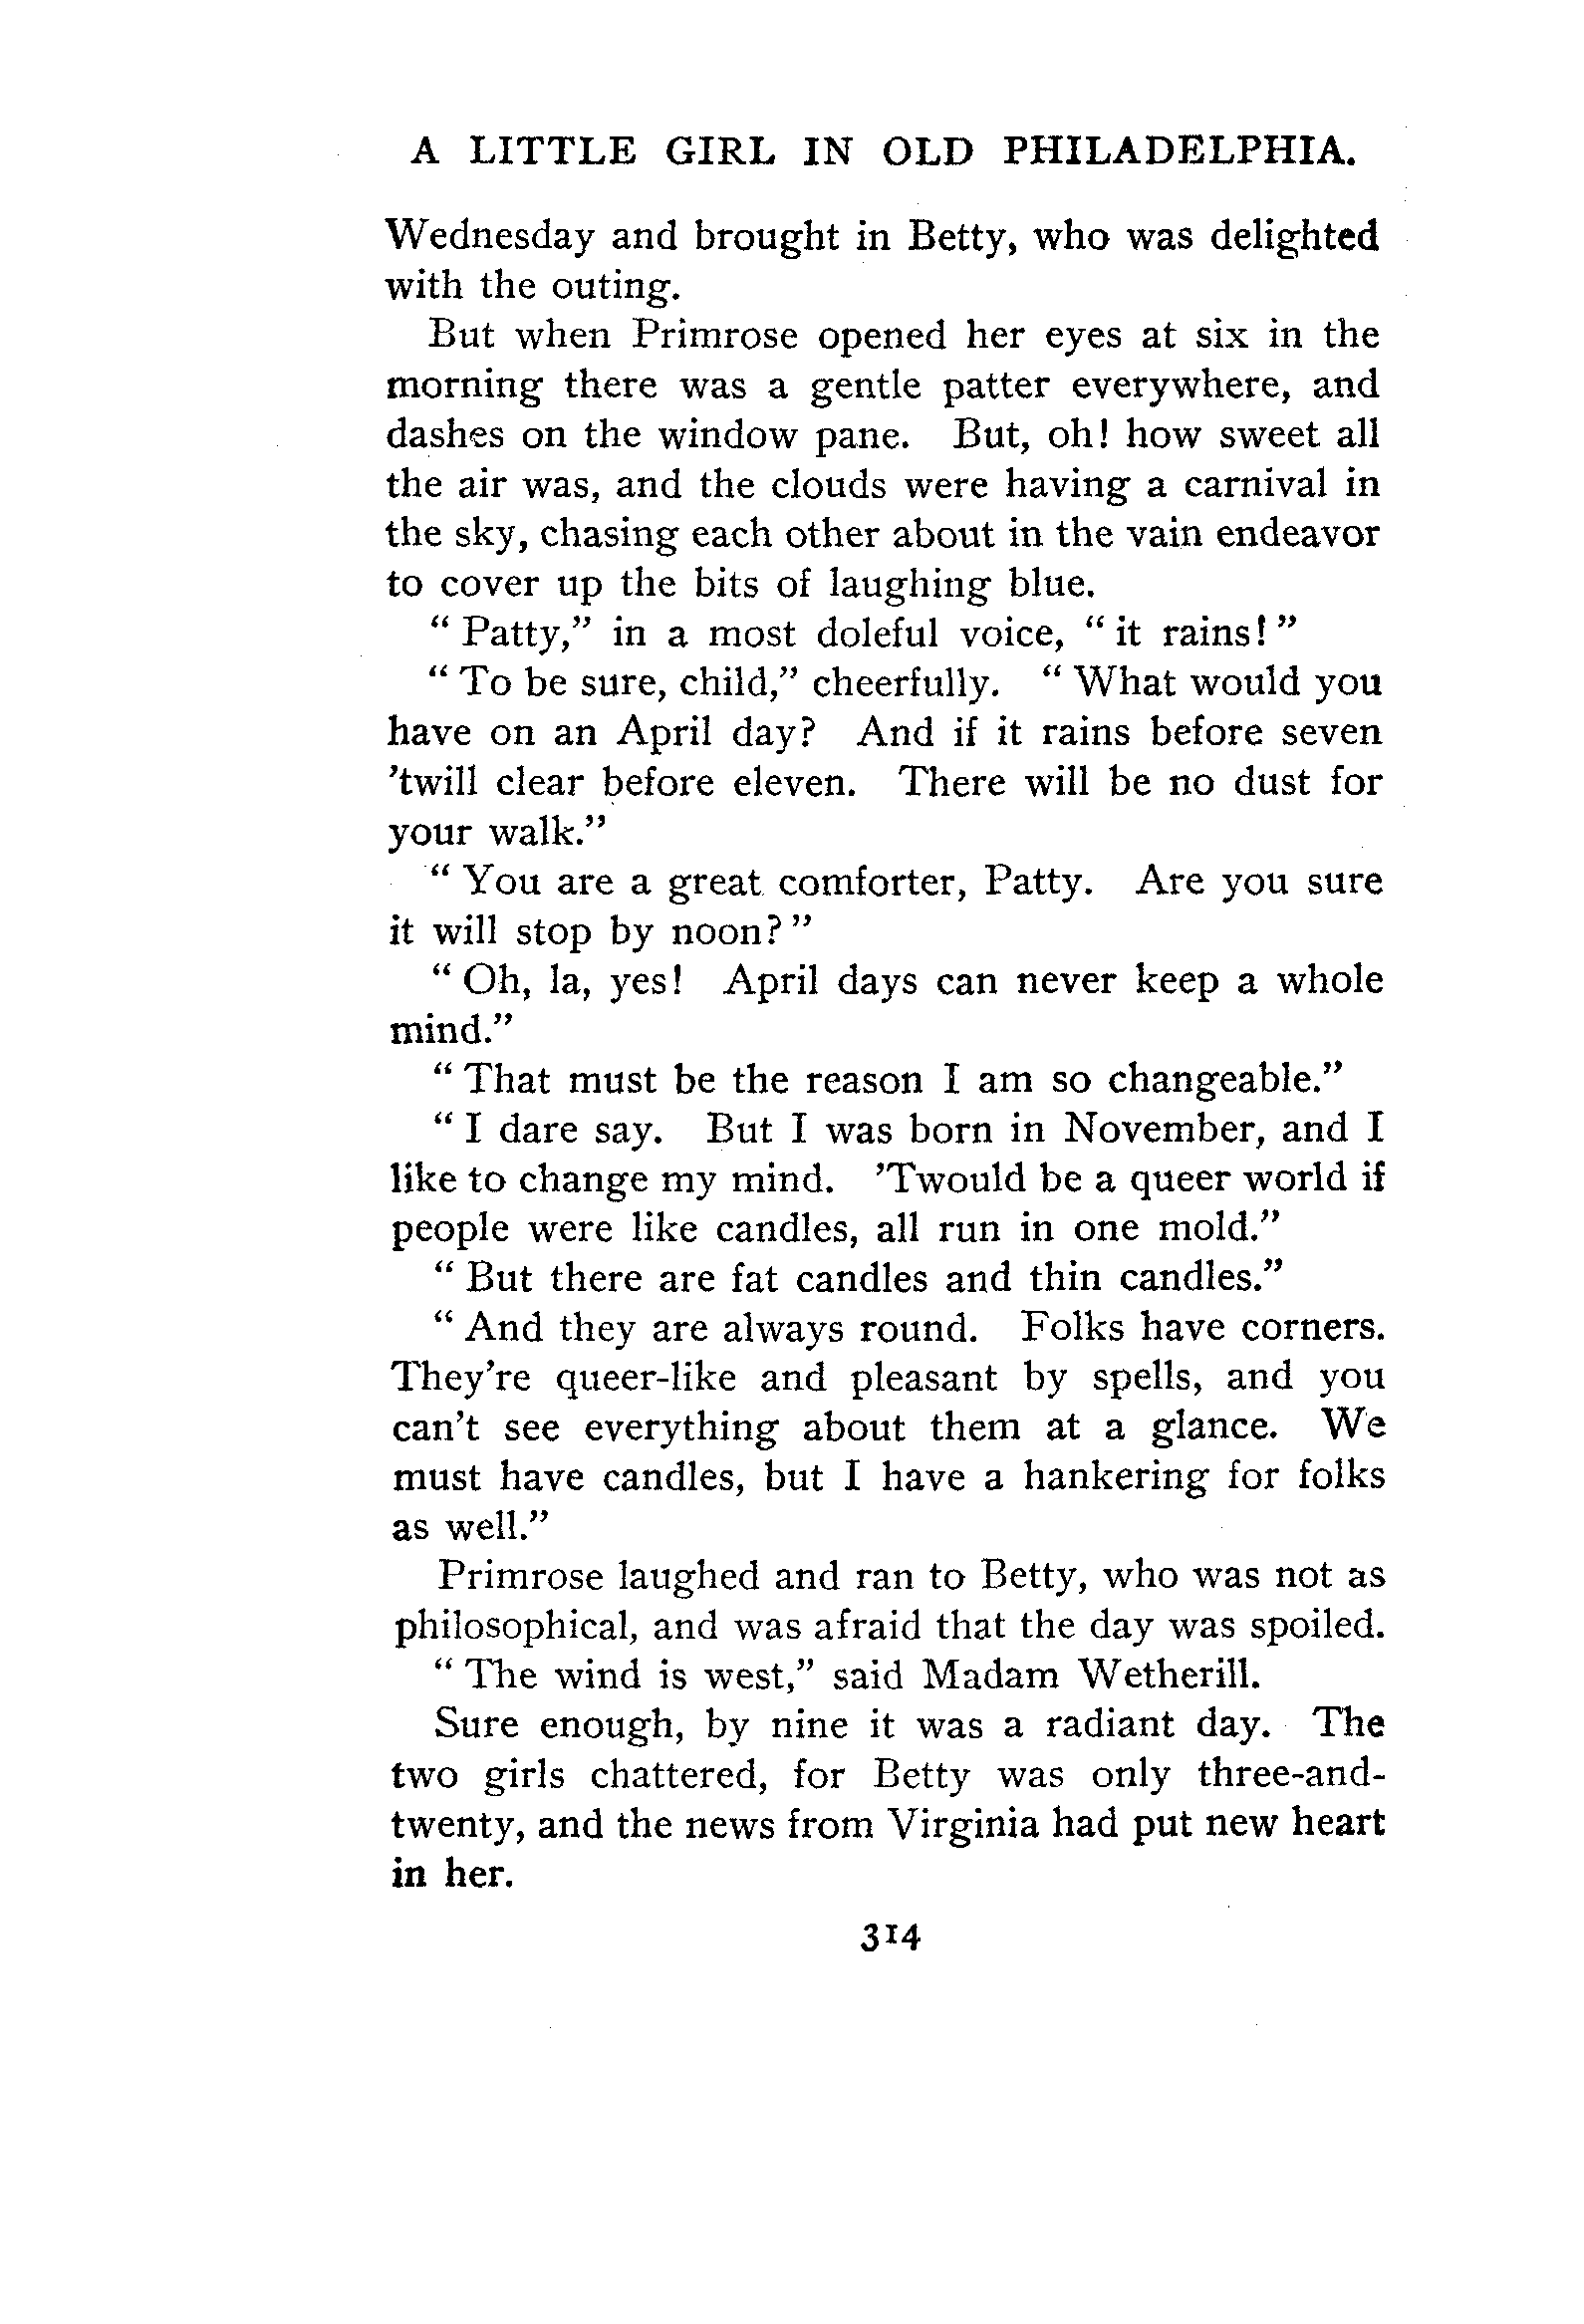 A LITTLE GIRL IN OLD PHILADELPHIA.
Wednesday and brought in Betty, who was delighted
with the outing.
But when Primrose opened her eyes at six in the
morning there was a gentle patter everywhere, and
dashes on the window pane. But, oh! how sweet all
the air was, and the clouds were having a carnival in
the sky, chasing each other about in the vain endeavor
to cover up the bits of laughing blue.
“ Patty,” in a most doleful voice, “ it rains! ”
“ To be sure, child,” cheerfully. “ What would you
have on an April day? And if it rains before seven
’twill clear before eleven. There will be no dust for
your walk.”
“ You are a great comforter, Patty. Are you sure
it will stop by noon? ”
“ Oh, la, yes! April days can never keep a whole
mind.”
“ That must be the reason I am so changeable.”
“ I dare say. But I was born in November, and I
like to change my mind. ’Twould be a queer world if
people were like candles, all run in one mold.”
“ But there are fat candles and thin candles.”
“ And they are always round. Folks have corners.
They’re queer-like and pleasant by spells, and you
can’t see everything about them at a glance. We
must have candles, but I have a hankering for folks
as well.”
Primrose laughed and ran to Betty, who was not as
philosophical, and was afraid that the day was spoiled.
“ The wind is west,” said Madam Wetherill.
Sure enough, by nine it was a radiant day. The
two girls chattered, for Betty was only three-and-
twenty, and the news from Virginia had put new heart
in her.
314